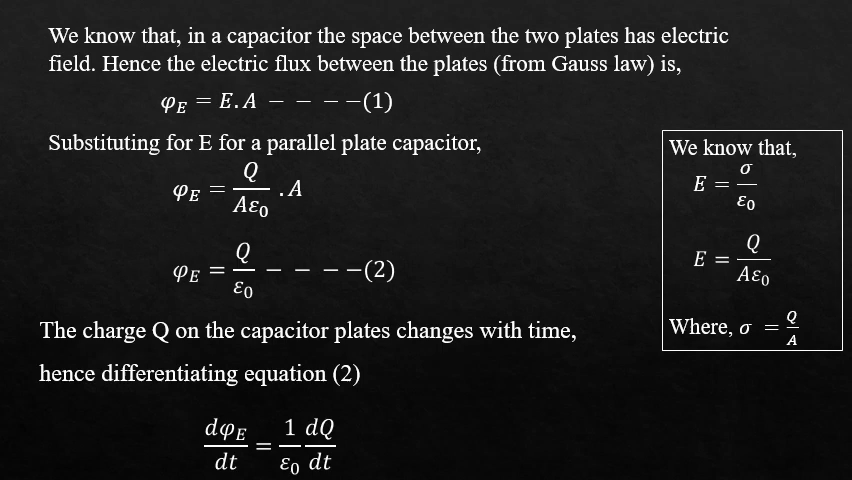 We know that, in a capacitor the space between the two plates has electric
field. Hence the electric flux between the plates (from Gauss law) is,
φ_E = E.A − − − −(1)
Substituting for E for a parallel plate capacitor,
φ_E = Q/(Aε₀) . A
φ_E = Q/ε₀ − − − −(2)
The charge Q on the capacitor plates changes with time,
hence differentiating equation (2)
dφ_E/dt = 1/ε₀ dQ/dt
We know that,
E = σ/ε₀
E = Q/(Aε₀)
Where, σ = Q/A